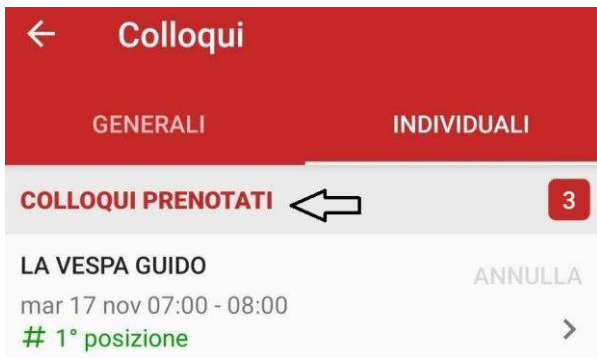 Colloqui
GENERALI INDIVIDUALI
COLLOQUI PRENOTATI 3
LA VESPA GUIDO ANNULLA
mar 17 nov 07:00 - 08:00
# 1° posizione